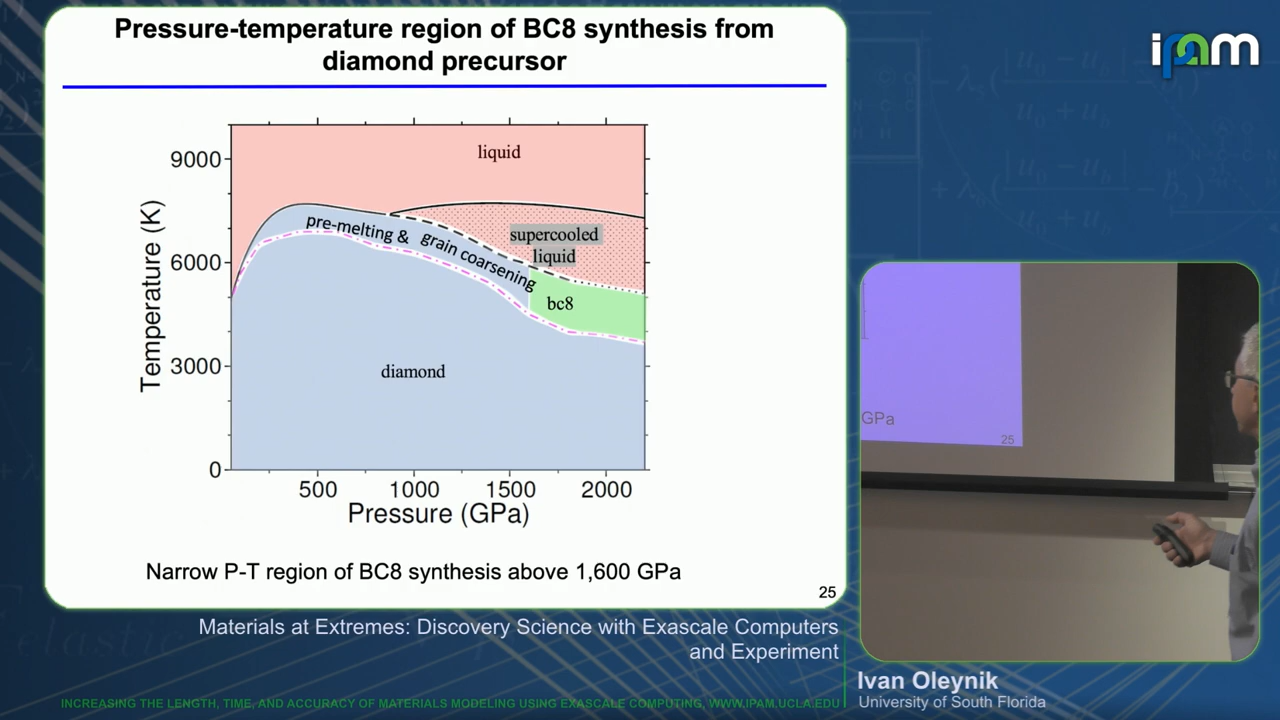 Pressure-temperature region of BC8 synthesis from
diamond precursor
ipam
9000
6000
3000
0
Temperature (K)
liquid
pre-melting & grain coarsening
supercooled
liquid
bc8
diamond
500 1000 1500 2000
Pressure (GPa)
Narrow P-T region of BC8 synthesis above 1,600 GPa
25
GPa
25
Materials at Extremes: Discovery Science with Exascale Computers
and Experiment
Ivan Oleynik
University of South Florida
INCREASING THE LENGTH, TIME, AND ACCURACY OF MATERIALS MODELING USING EXASCALE COMPUTING, WWW.IPAM.UCLA.EDU